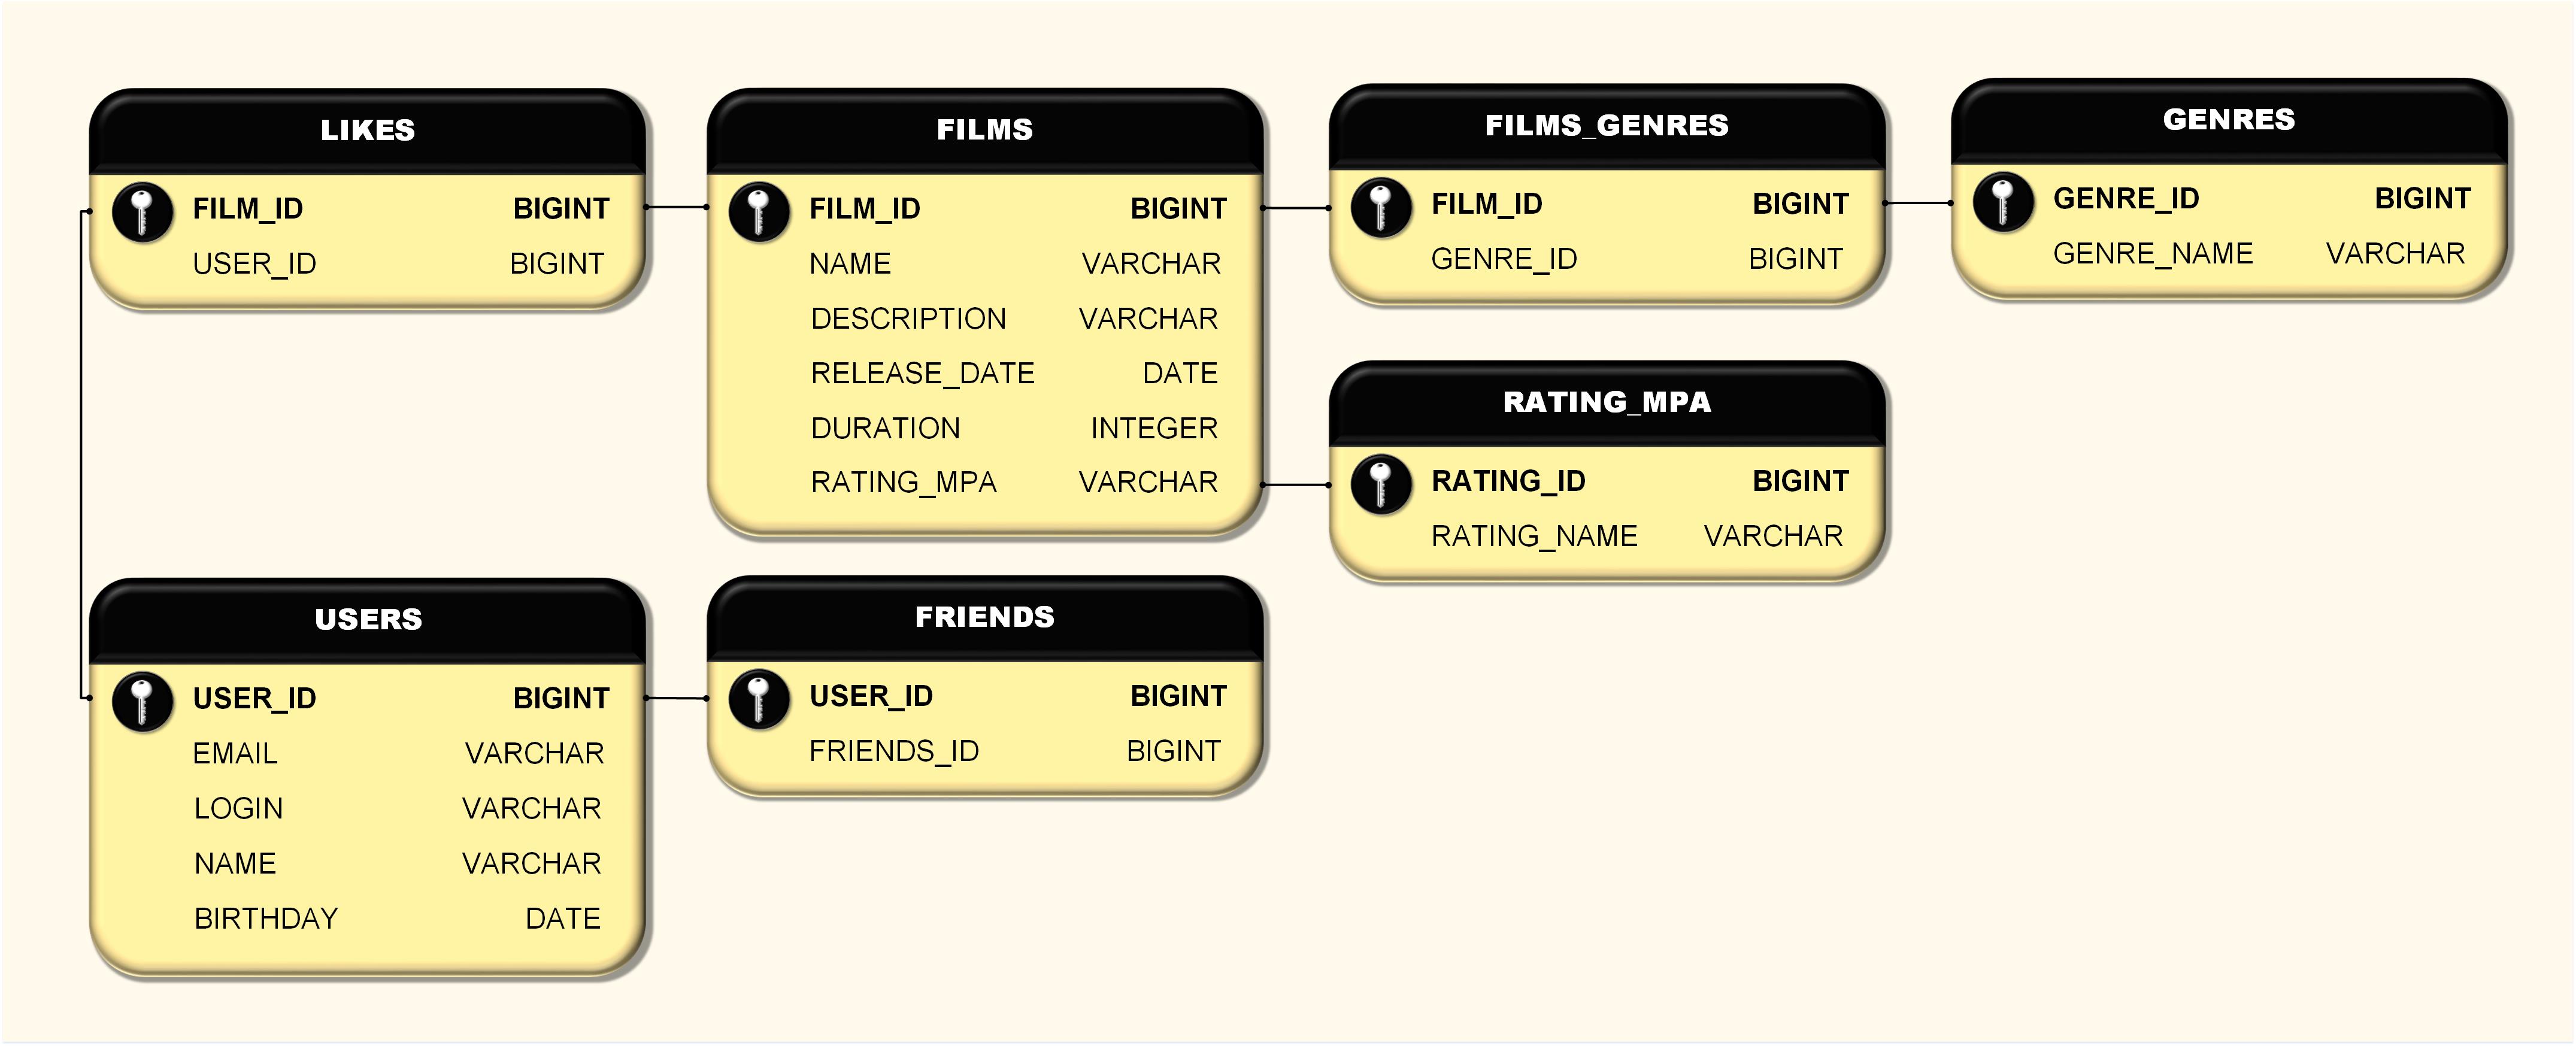 LIKES
FILM_ID BIGINT
USER_ID BIGINT
FILMS
FILM_ID BIGINT
NAME VARCHAR
DESCRIPTION VARCHAR
RELEASE_DATE DATE
DURATION INTEGER
RATING_MPA VARCHAR
FILMS_GENRES
FILM_ID BIGINT
GENRE_ID BIGINT
GENRES
GENRE_ID BIGINT
GENRE_NAME VARCHAR
RATING_MPA
RATING_ID BIGINT
RATING_NAME VARCHAR
USERS
USER_ID BIGINT
EMAIL VARCHAR
LOGIN VARCHAR
NAME VARCHAR
BIRTHDAY DATE
FRIENDS
USER_ID BIGINT
FRIENDS_ID BIGINT